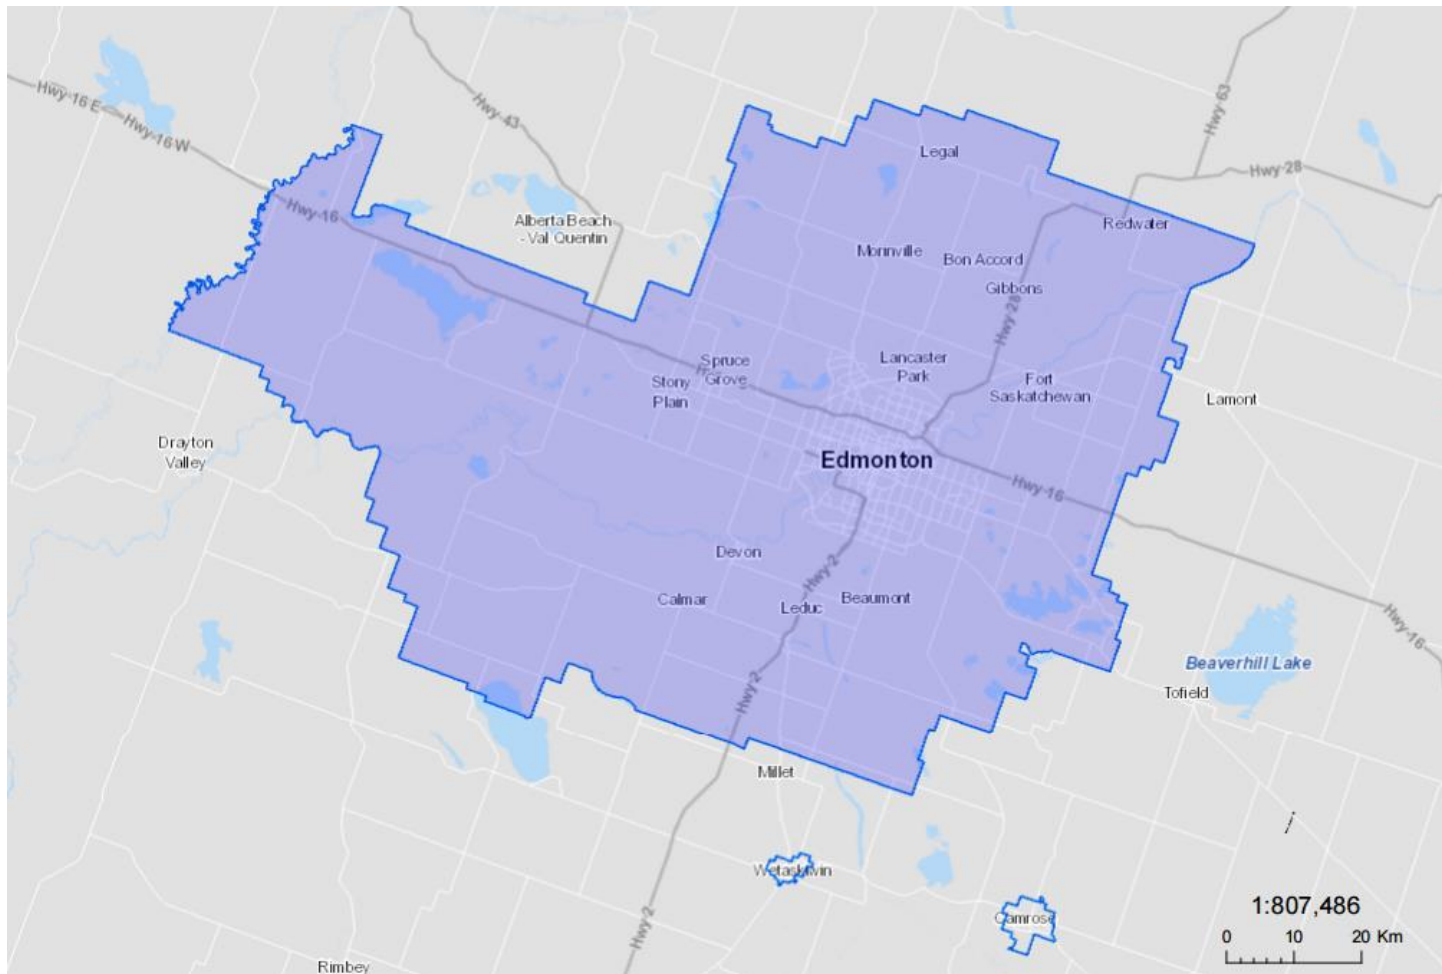 Hwy-16 E
Hwy-16 W
Hwy-43
Hwy-63
Hwy-28
Legal
Hwy-16
Alberta Beach
- Val Quentin
Redwater
Morinville
Bon Accord
Gibbons
Hwy-28
Spruce
Grove
Stony
Plain
Lancaster
Park
Fort
Saskatchewan
Lamont
Drayton
Valley
Edmonton
Hwy-16
Devon
Hwy-2
Calmar
Leduc
Beaumont
Hwy-16
Beaverhill Lake
Tofield
Hwy-2
Millet
Wetaskiwin
Camrose
Hwy-2
Rimbey
1:807,486
0 10 20 Km